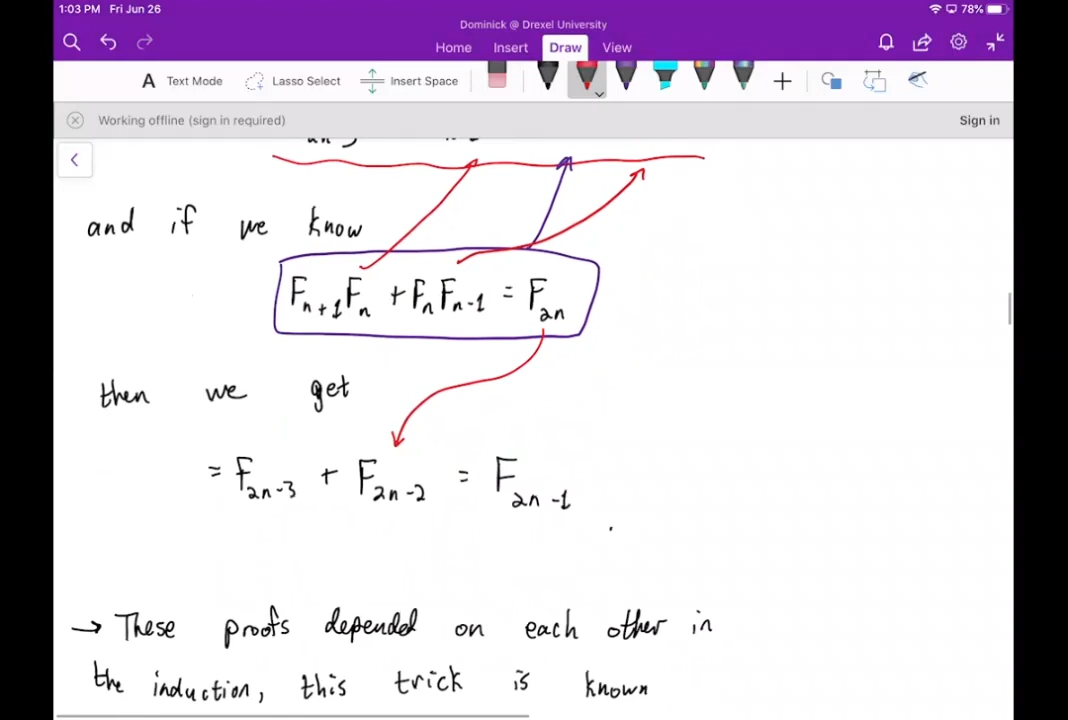 1:03 PM Fri Jun 26
78%
Dominick @ Drexel University
Home Insert Draw View
Text Mode Lasso Select Insert Space
Working offline (sign in required) Sign in
and if we know
Fₙ₊₁Fₙ + FₙFₙ₋₁ = F₂ₙ
then we get
= F₂ₙ₋₃ + F₂ₙ₋₂ = F₂ₙ₋₁
→ These proofs depended on each other in
the induction, this trick is known